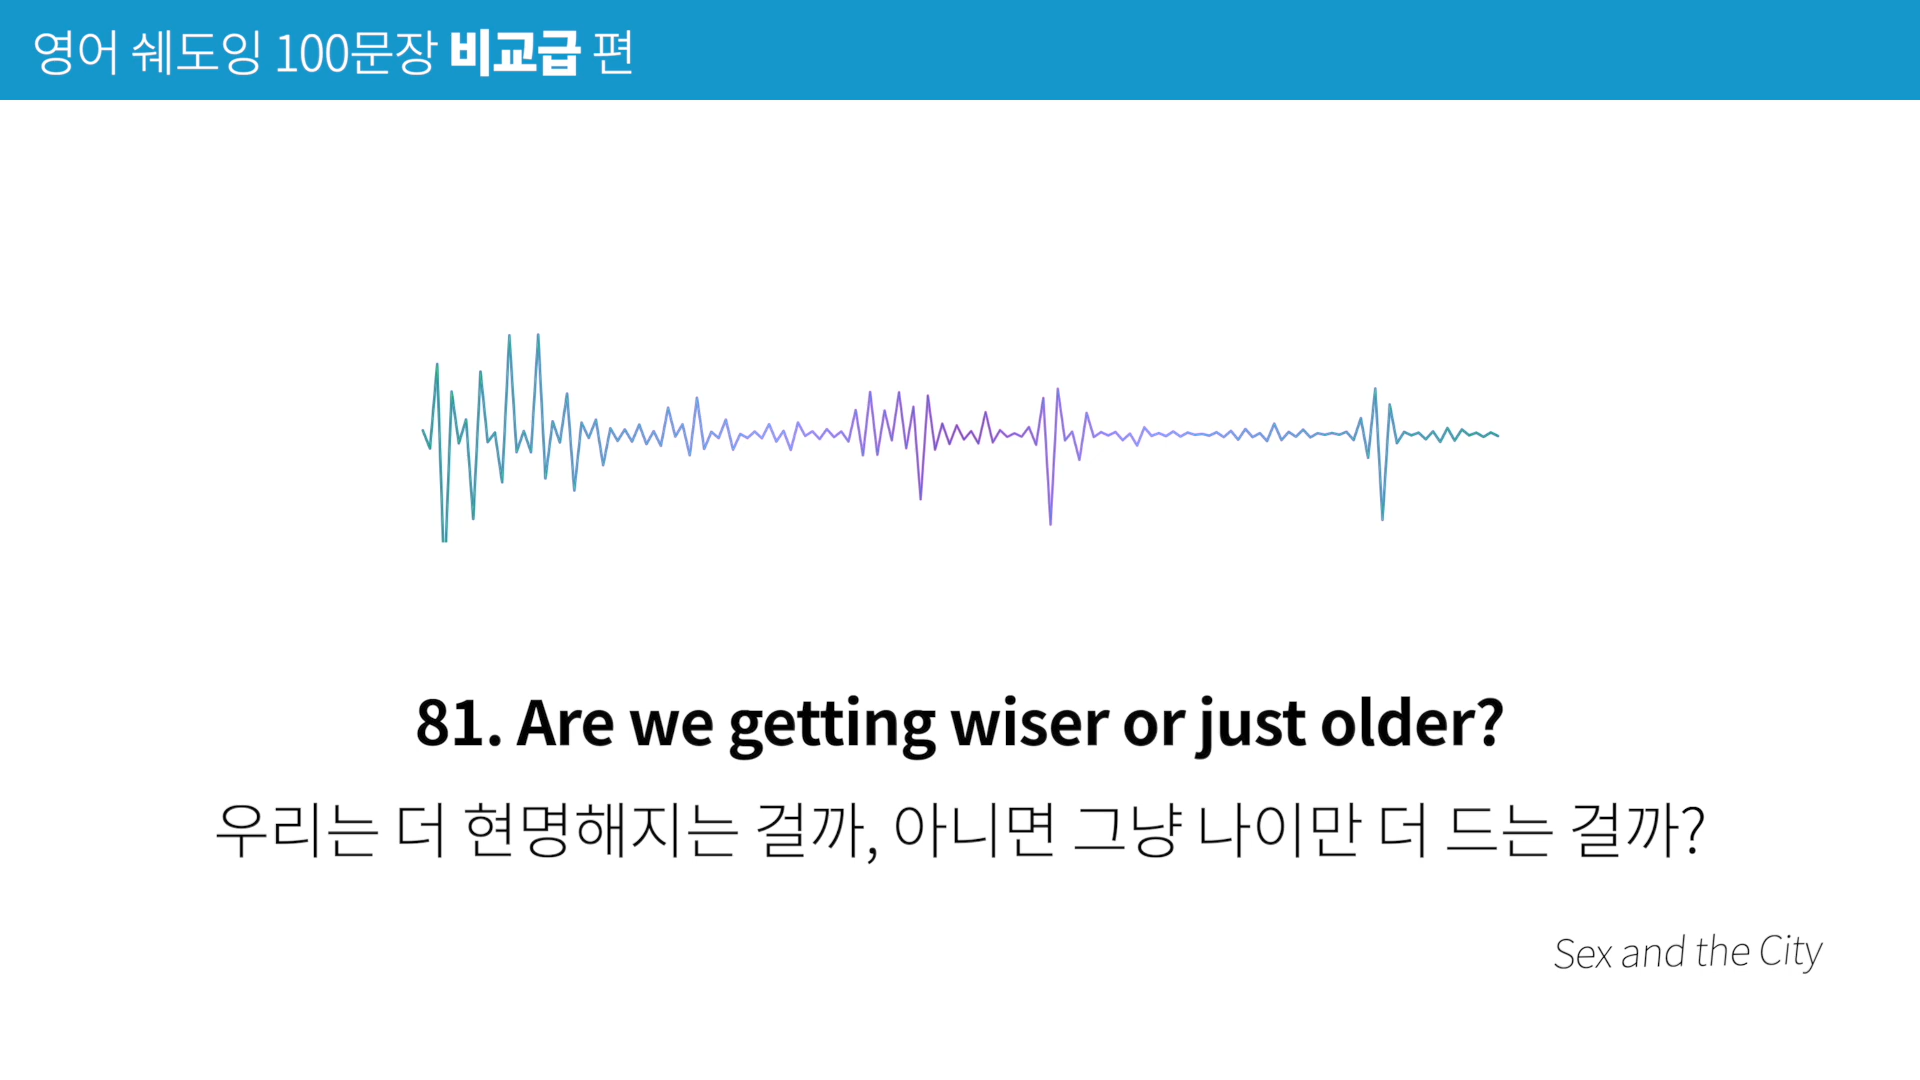 영어 쉐도잉 100문장 비교급 편
81. Are we getting wiser or just older?
우리는 더 현명해지는 걸까, 아니면 그냥 나이만 더 드는 걸까?
Sex and the City